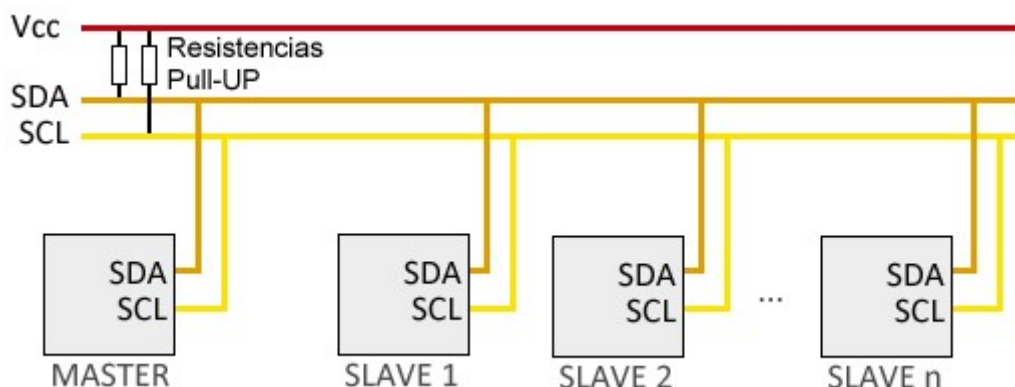 Vcc
Resistencias
Pull-UP
SDA
SCL
SDA
SCL
MASTER
SDA
SCL
SLAVE 1
SDA
SCL
SLAVE 2
...
SDA
SCL
SLAVE n